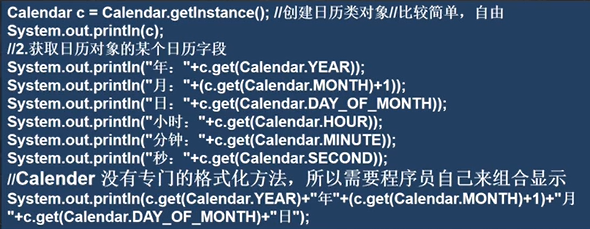 Calendar c = Calendar.getInstance(); //创建日历类对象//比较简单，自由
System.out.println(c);
//2.获取日历对象的某个日历字段
System.out.println("年："+c.get(Calendar.YEAR));
System.out.println("月："+(c.get(Calendar.MONTH)+1));
System.out.println("日："+c.get(Calendar.DAY_OF_MONTH));
System.out.println("小时："+c.get(Calendar.HOUR));
System.out.println("分钟："+c.get(Calendar.MINUTE));
System.out.println("秒："+c.get(Calendar.SECOND));
//Calender 没有专门的格式化方法，所以需要程序员自己来组合显示
System.out.println(c.get(Calendar.YEAR)+"年"+(c.get(Calendar.MONTH)+1)+"月
"+c.get(Calendar.DAY_OF_MONTH)+"日");